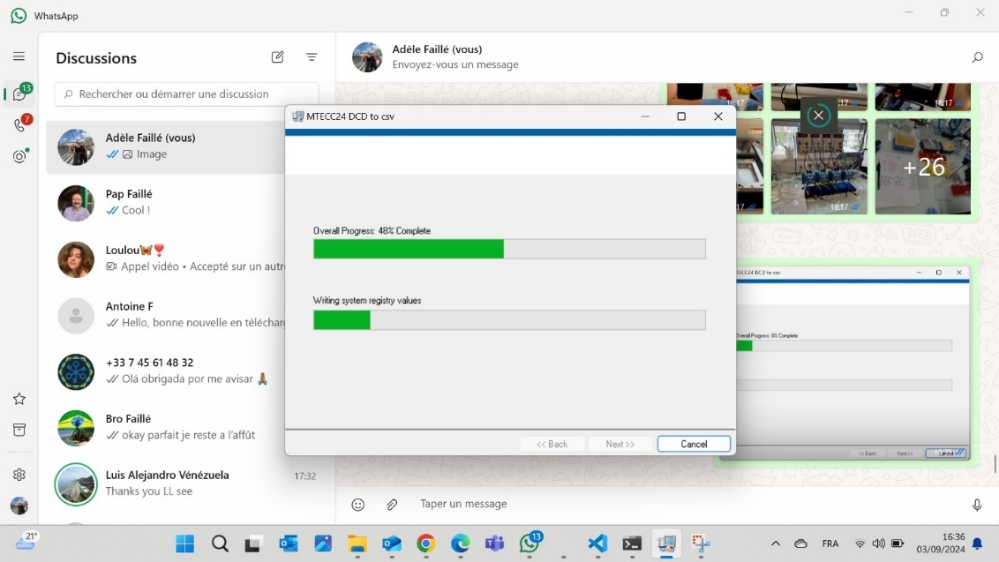 WhatsApp
Discussions
Rechercher ou démarrer une discussion
13
7
Adèle Faillé (vous)
Image
Pap Faillé
Cool !
Loulou🦋❣️
Appel vidéo • Accepté sur un autr
Antoine F
Hello, bonne nouvelle en téléchar
+33 7 45 61 48 32
Olá obrigada por me avisar 🙏🏽
Bro Faillé
okay parfait je reste a l'affût
Luis Alejandro Vénézuela
17:32
Thanks you LL see
Adèle Faillé (vous)
Envoyez-vous un message
18:17
:17
18:17
17
18:17
+26
MTECC24 DCD to csv
Overall Progress: 48% Complete
Writing system registry values
<< Back
Next >>
Cancel
TECC24 DCD to csv
Overall Progress: 8% Complete
<< Back
Next >>
Cancel
Taper un message
21°
13
FRA
16:36
03/09/2024